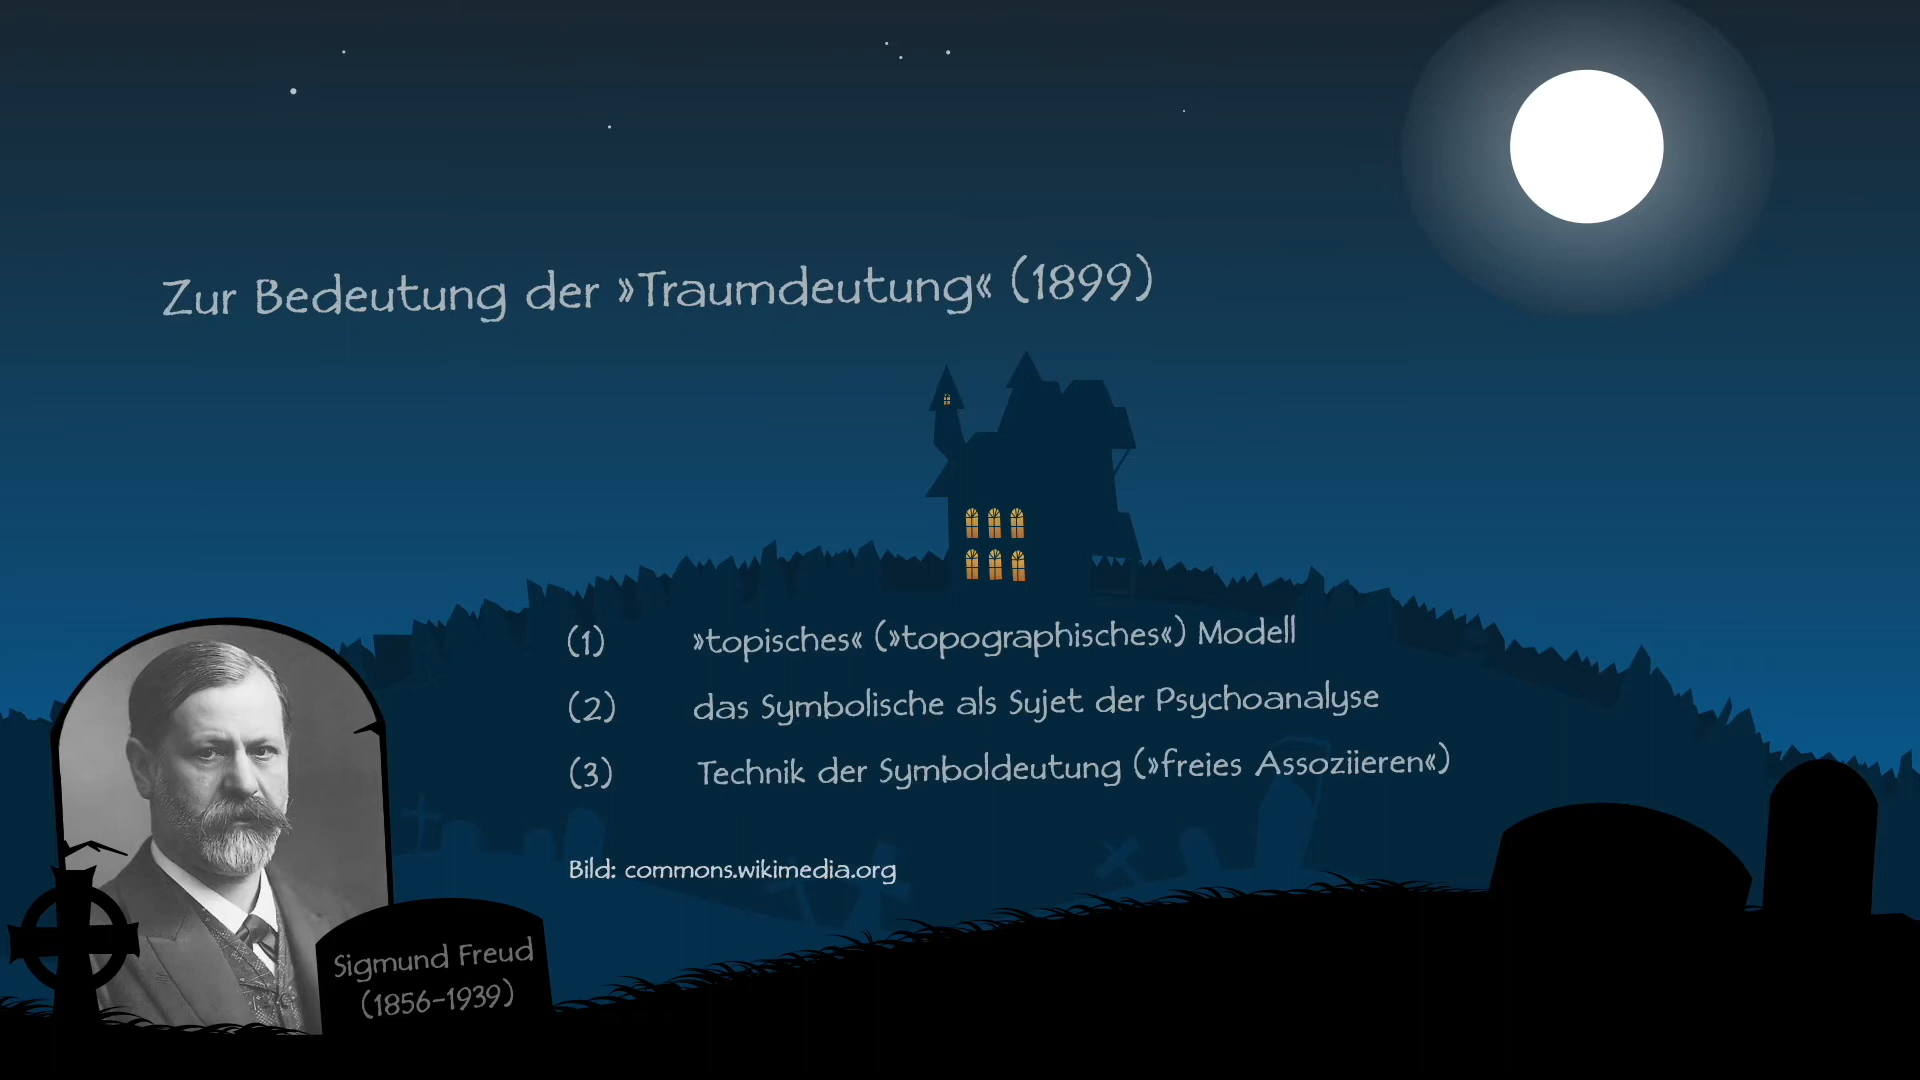 Zur Bedeutung der »Traumdeutung« (1899)
(1) »topisches« (»topographisches«) Modell
(2) das Symbolische als Sujet der Psychoanalyse
(3) Technik der Symboldeutung (»freies Assoziieren«)
Bild: commons.wikimedia.org
Sigmund Freud
(1856-1939)